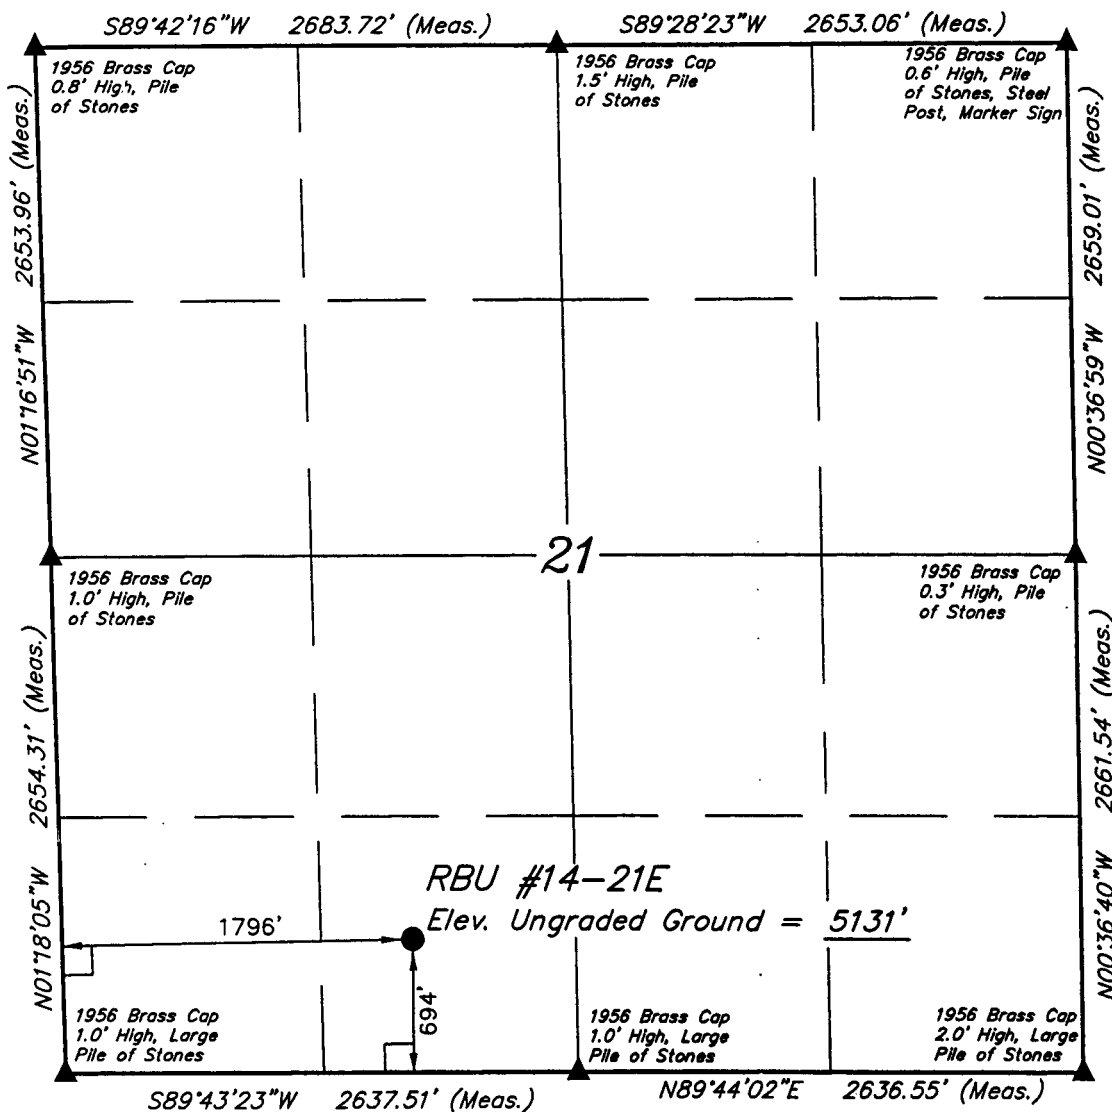 S89°42'16"W 2683.72' (Meas.)
S89°28'23"W 2653.06' (Meas.)
1956 Brass Cap
0.8' High, Pile
of Stones
1956 Brass Cap
1.5' High, Pile
of Stones
1956 Brass Cap
0.6' High, Pile
of Stones, Steel
Post, Marker Sign
N01°16'51"W 2653.96' (Meas.)
N00°36'59"W 2659.01' (Meas.)
21
1956 Brass Cap
1.0' High, Pile
of Stones
1956 Brass Cap
0.3' High, Pile
of Stones
N01°18'05"W 2654.31' (Meas.)
N00°36'40"W 2661.54' (Meas.)
RBU #14-21E
Elev. Ungraded Ground = 5131'
1796'
694'
1956 Brass Cap
1.0' High, Large
Pile of Stones
1956 Brass Cap
1.0' High, Large
Pile of Stones
1956 Brass Cap
2.0' High, Large
Pile of Stones
S89°43'23"W 2637.51' (Meas.)
N89°44'02"E 2636.55' (Meas.)